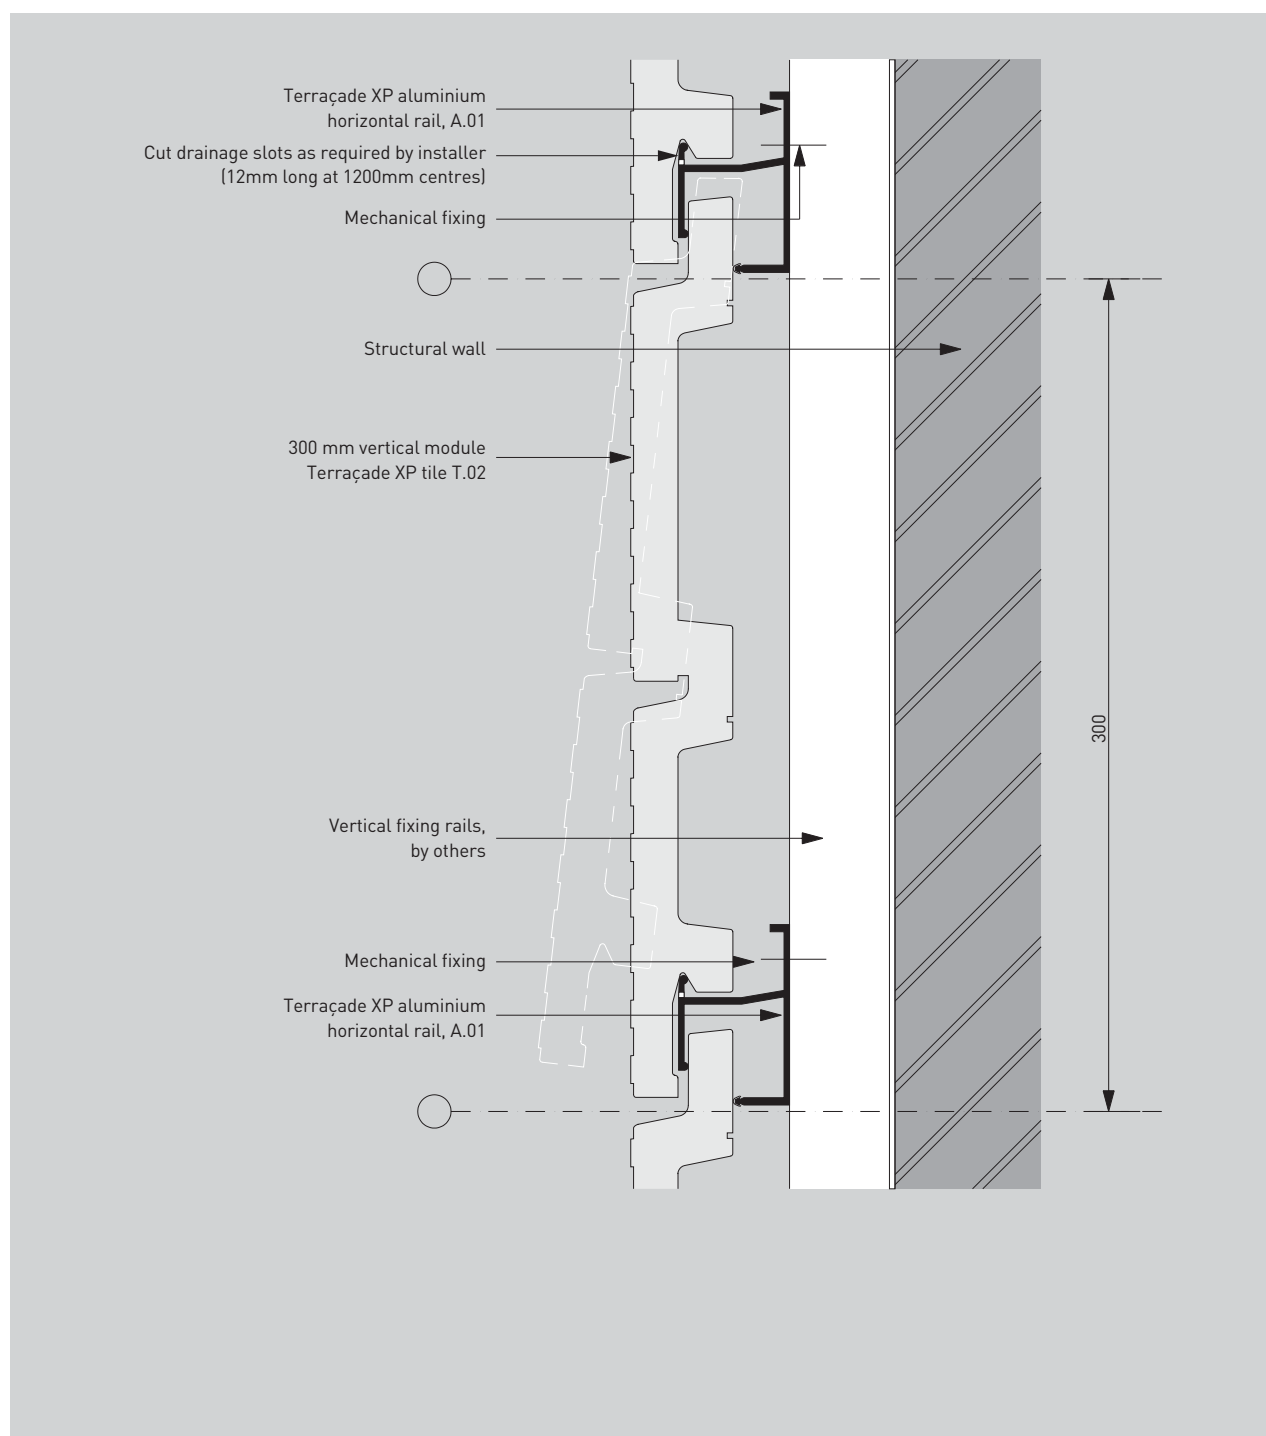 Terraçade XP aluminium
horizontal rail, A.01
Cut drainage slots as required by installer
(12mm long at 1200mm centres)
Mechanical fixing
Structural wall
300 mm vertical module
Terraçade XP tile T.02
300
Vertical fixing rails,
by others
Mechanical fixing
Terraçade XP aluminium
horizontal rail, A.01